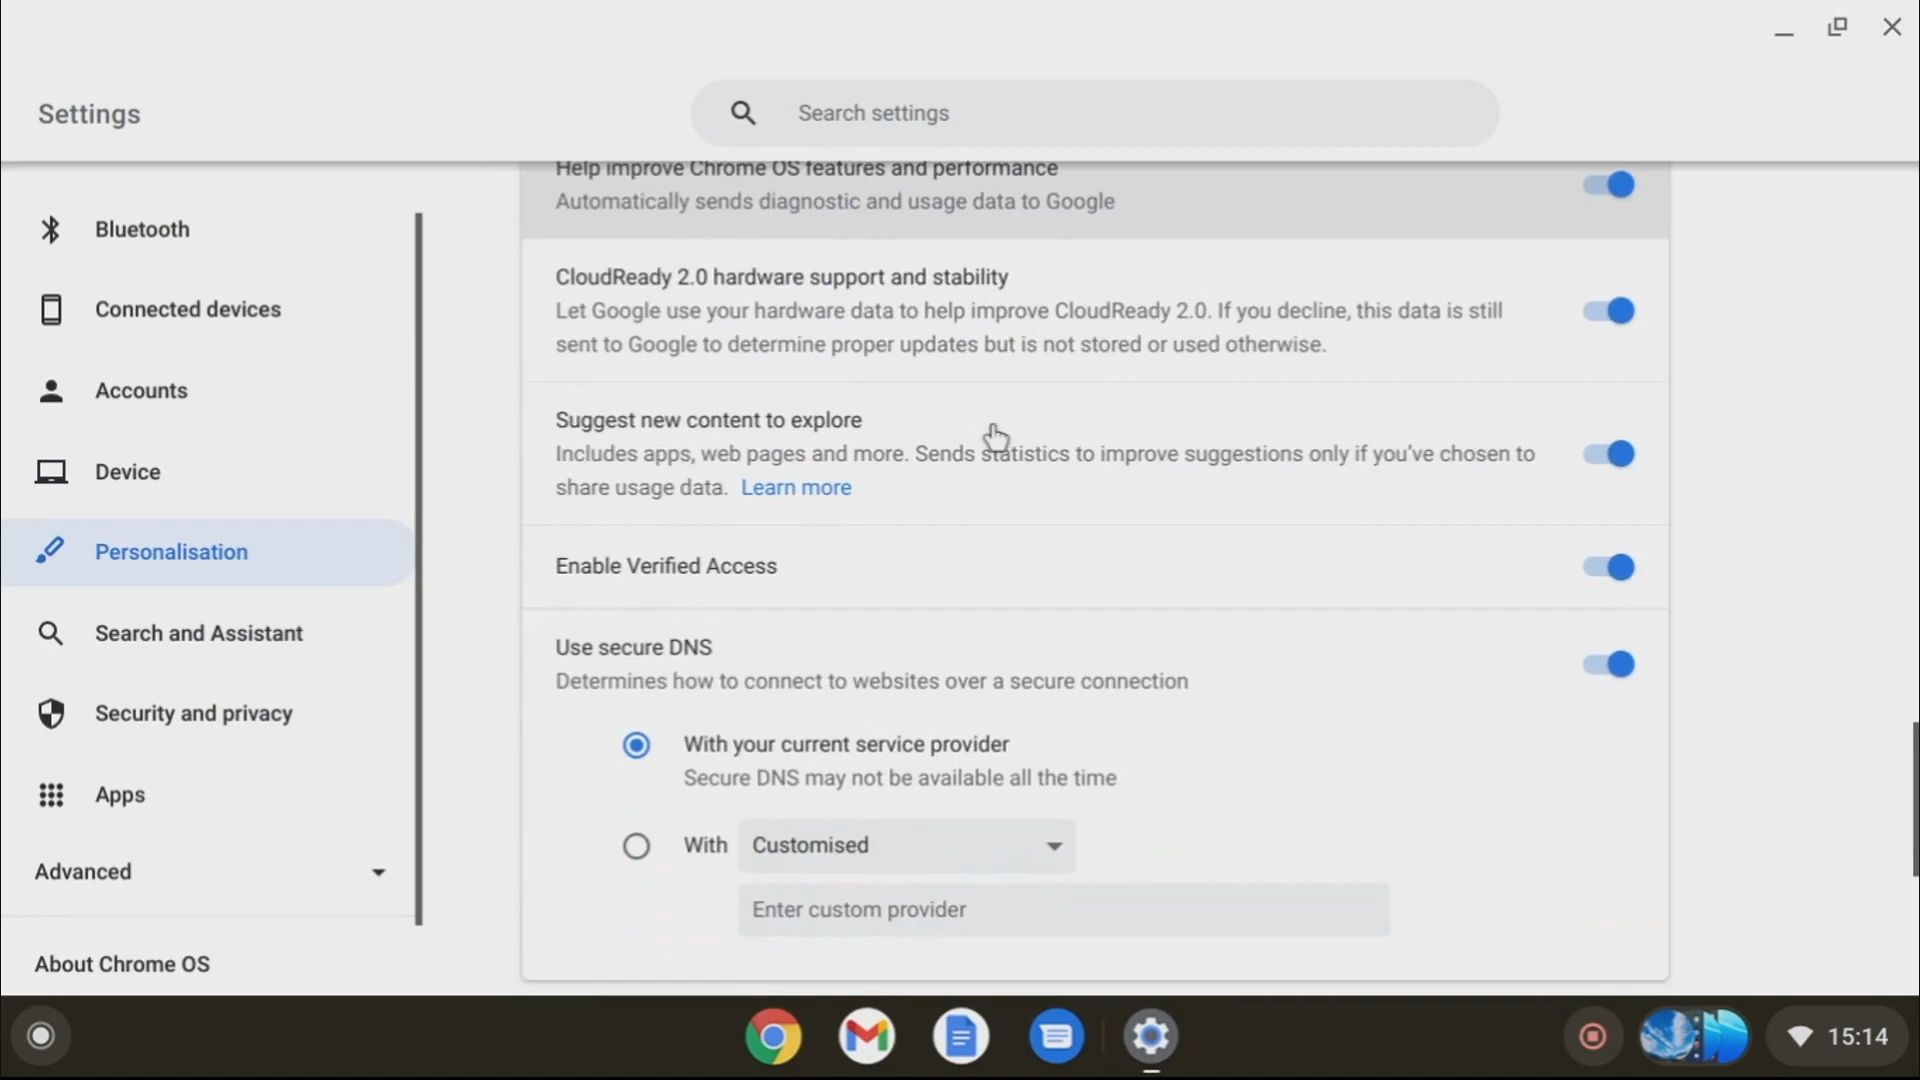 Settings
Search settings
Bluetooth
Connected devices
Accounts
Device
Personalisation
Search and Assistant
Security and privacy
Apps
Advanced
About Chrome OS
Help improve Chrome OS features and performance
Automatically sends diagnostic and usage data to Google
CloudReady 2.0 hardware support and stability
Let Google use your hardware data to help improve CloudReady 2.0. If you decline, this data is still
sent to Google to determine proper updates but is not stored or used otherwise.
Suggest new content to explore
Includes apps, web pages and more. Sends statistics to improve suggestions only if you've chosen to
share usage data. Learn more
Enable Verified Access
Use secure DNS
Determines how to connect to websites over a secure connection
With your current service provider
Secure DNS may not be available all the time
With Customised
Enter custom provider
15:14